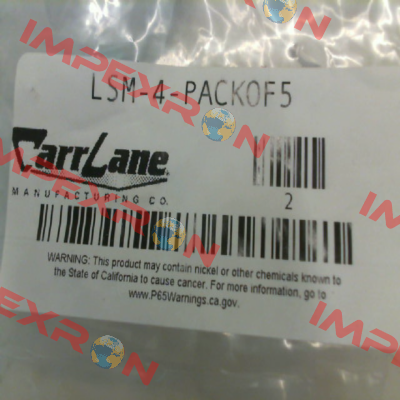 LSM-4-PACKOF5
CarrLane
MANUFACTURING CO.
2
WARNING: This product may contain nickel or other chemicals known to
the State of California to cause cancer. For more information, go to
www.P65Warnings.ca.gov.
IMPEXRON
IMPEXRON
IMPEXRON
IMPEXRON